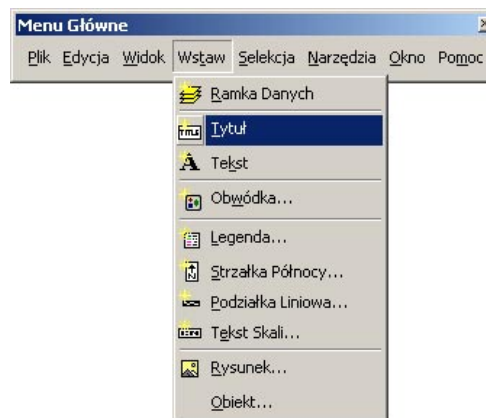 Menu Główne
Plik Edycja Widok Wstaw Selekcja Narzędzia Okno Pomoc
Ramka Danych
Tytuł
Tekst
Obwódka...
Legenda...
Strzałka Północy...
Podziałka Liniowa...
Tekst Skali...
Rysunek...
Obiekt...